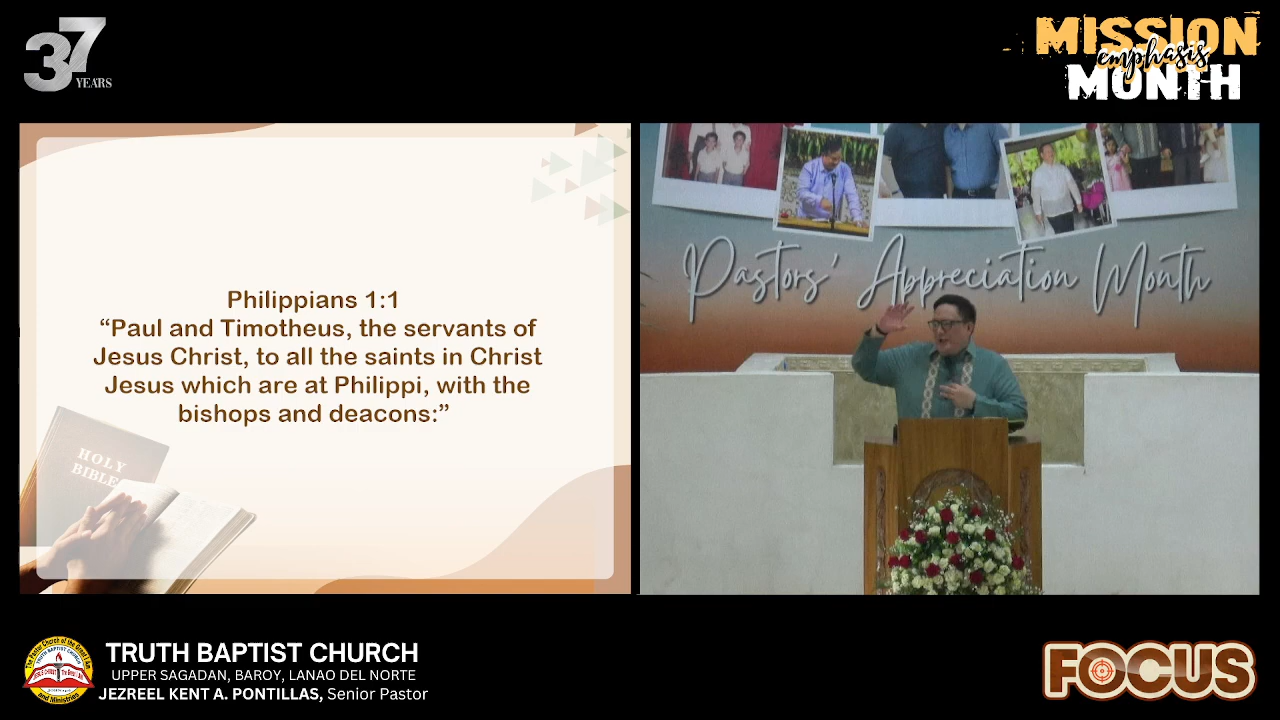 37
YEARS
MISSION
emphasis
MONTH
Philippians 1:1
“Paul and Timotheus, the servants of
Jesus Christ, to all the saints in Christ
Jesus which are at Philippi, with the
bishops and deacons:”
HOLY
BIBLE
Pastors' Appreciation Month
TRUTH BAPTIST CHURCH
UPPER SAGADAN, BAROY, LANAO DEL NORTE
JEZREEL KENT A. PONTILLAS, Senior Pastor
FOCUS